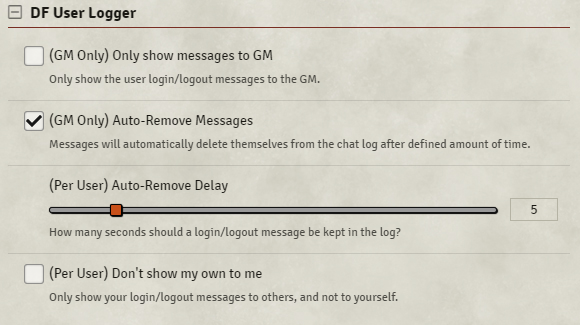 DF User Logger
(GM Only) Only show messages to GM
Only show the user login/logout messages to the GM.
(GM Only) Auto-Remove Messages
Messages will automatically delete themselves from the chat log after defined amount of time.
(Per User) Auto-Remove Delay
5
How many seconds should a login/logout message be kept in the log?
(Per User) Don't show my own to me
Only show your login/logout messages to others, and not to yourself.